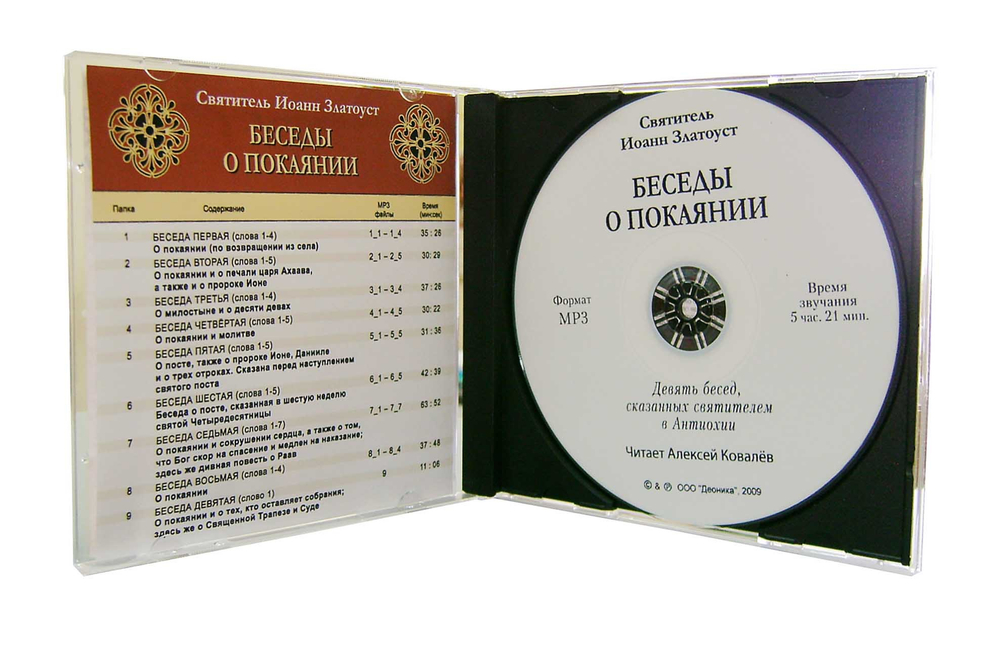 Святитель Иоанн Златоуст
БЕСЕДЫ
О ПОКАЯНИИ
Папка Содержание MP3 файлы Время (мин:сек)
1 БЕСЕДА ПЕРВАЯ (слова 1-4) 1_1 – 1_4 35 : 26
О покаянии (по возвращении из села)
2 БЕСЕДА ВТОРАЯ (слова 1-5) 2_1 – 2_5 30: 29
О покаянии и о печали царя Ахаава,
а также и о пророке Ионе
3 БЕСЕДА ТРЕТЬЯ (слова 1-4) 3_1 – 3_4 37 : 26
О милостыне и о десяти девах
4 БЕСЕДА ЧЕТВЁРТАЯ (слова 1-5) 4_1 – 4_5 30: 22
О покаянии и молитве
5 БЕСЕДА ПЯТАЯ (слова 1-5) 5_1 – 5_5 31 : 36
О посте, также о пророке Ионе, Данииле
и о трех отроках. Сказана перед наступлением
святого поста
6 БЕСЕДА ШЕСТАЯ (слова 1-5) 6_1 – 6_5 42 : 39
Беседа о посте, сказанная в шестую неделю
святой Четыредесятницы
7 БЕСЕДА СЕДЬМАЯ (слова 1-7) 7_1 – 7_7 63 : 52
О покаянии и сокрушении сердца, а также о том,
что Бог скор на спасение и медлен на наказание;
здесь же дивная повесть о Раав
8 БЕСЕДА ВОСЬМАЯ (слова 1-4) 8_1 – 8_4 37 : 48
О покаянии
9 БЕСЕДА ДЕВЯТАЯ (слово 1) 9 11 : 06
О покаянии и о тех, кто оставляет собрания;
здесь же о Священной Трапезе и Суде
Святитель
Иоанн Златоуст
БЕСЕДЫ
О ПОКАЯНИИ
Формат
MP3
Время
звучания
5 час. 21 мин.
Девять бесед,
сказанных святителем
в Антиохии
Читает Алексей Ковалёв
© & ℗ ООО "Деоника", 2009